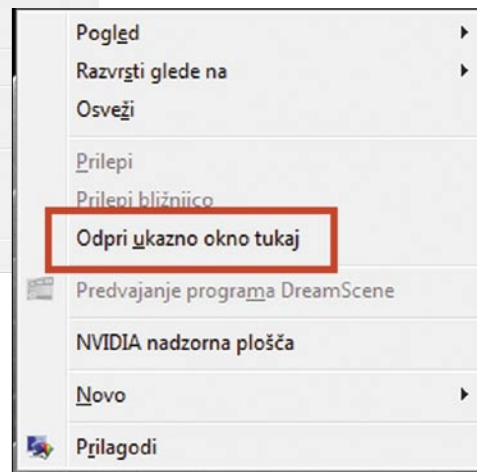 Pogled
Razvrsti glede na
Osveži
Prilepi
Prilepi bližnjico
Odpri ukazno okno tukaj
Predvajanje programa DreamScene
NVIDIA nadzorna plošča
Novo
Prilagodi